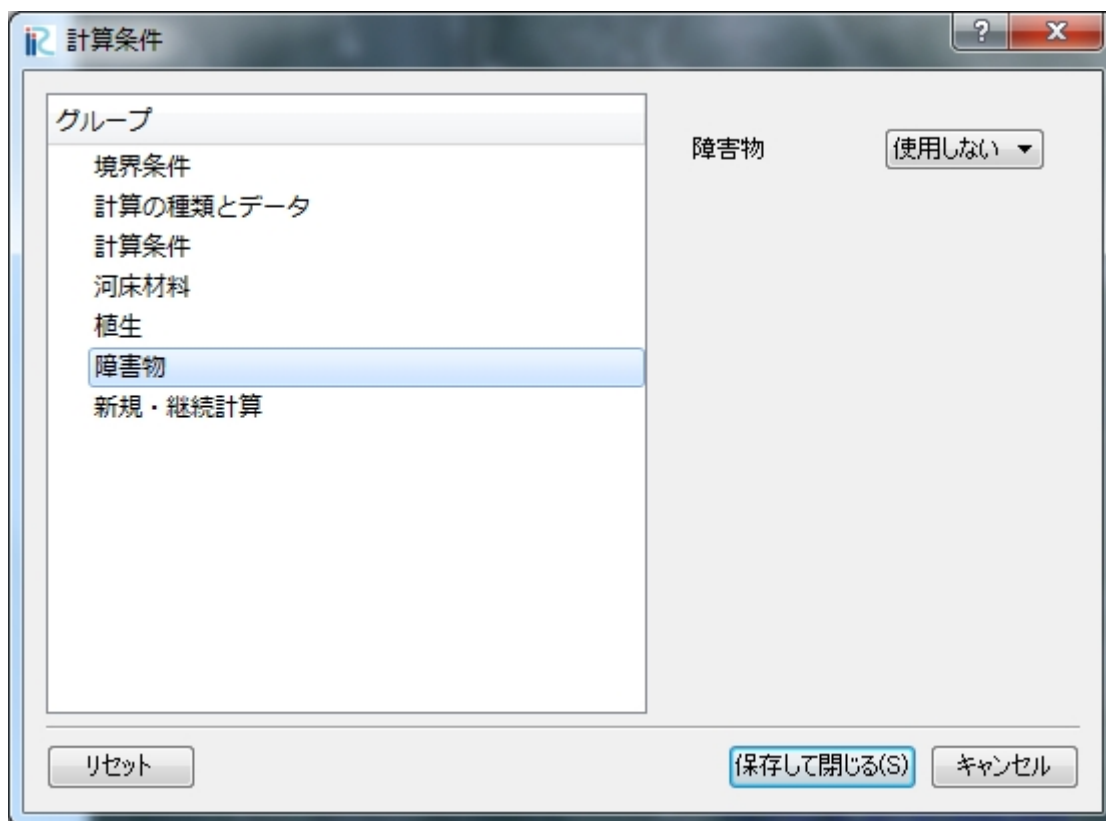 計算条件
グループ
境界条件
計算の種類とデータ
計算条件
河床材料
植生
障害物
新規・継続計算
障害物 使用しない
リセット 保存して閉じる(S) キャンセル